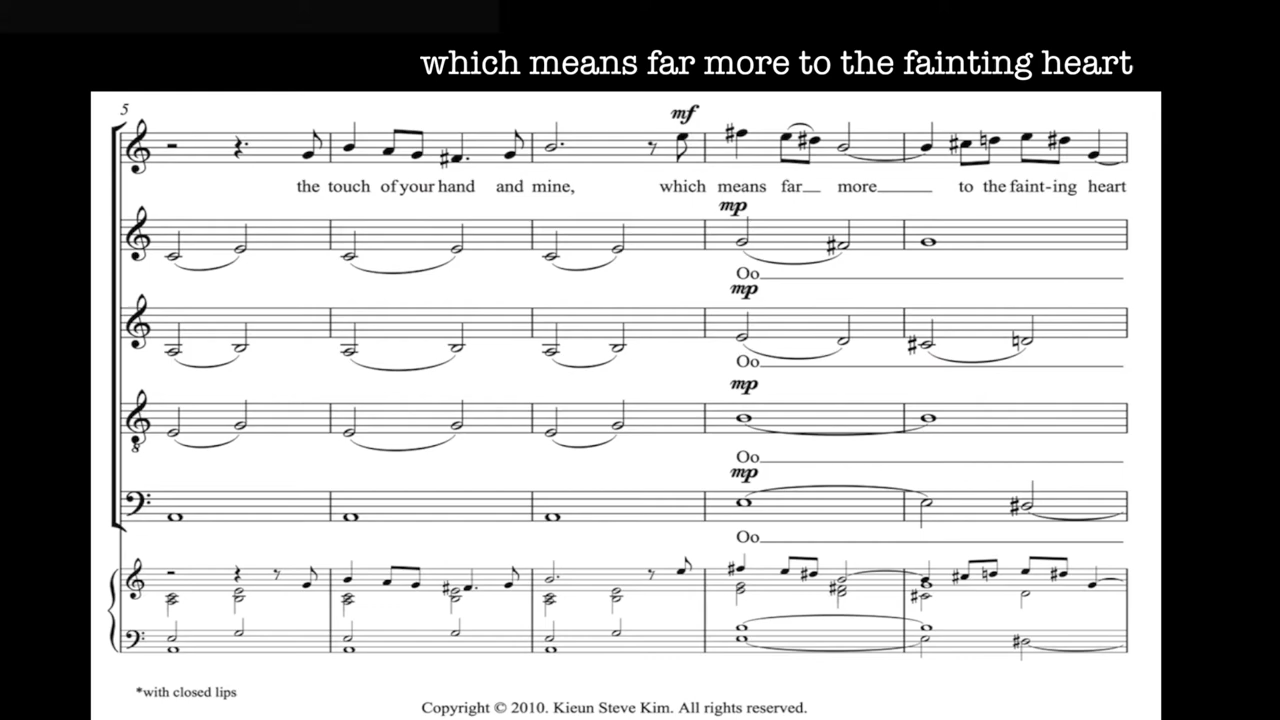 which means far more to the fainting heart
5
mf
the touch of your hand and mine, which means far__ more____ to the faint-ing heart
mp
Oo
mp
Oo
mp
Oo
mp
Oo
*with closed lips
Copyright © 2010. Kieun Steve Kim. All rights reserved.